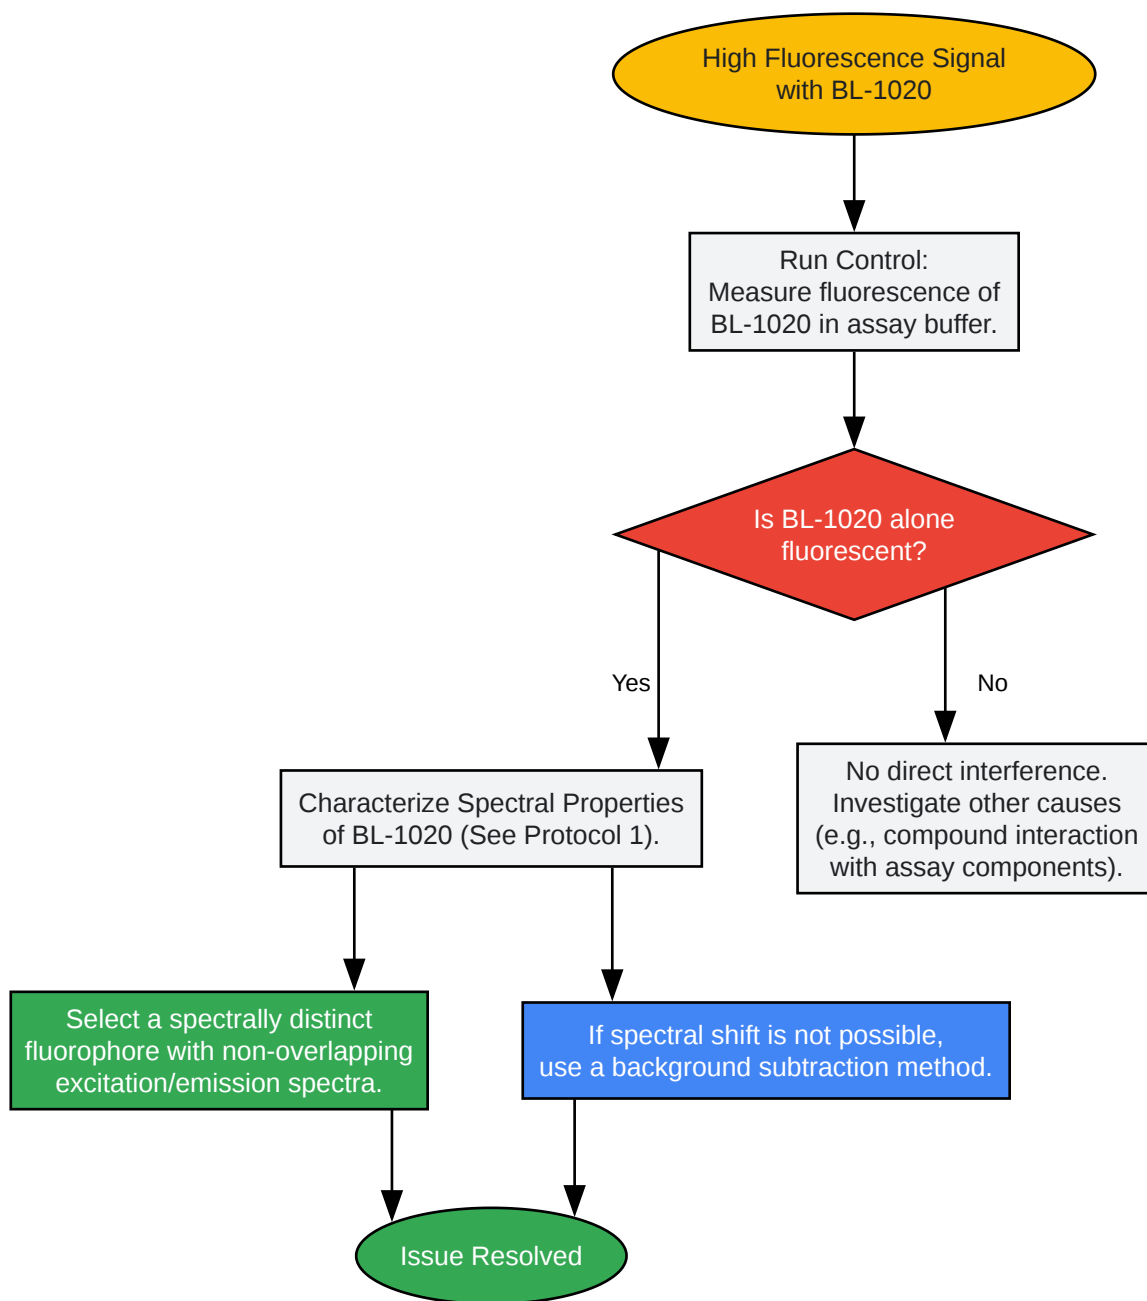 High Fluorescence Signal
with BL-1020
Run Control:
Measure fluorescence of
BL-1020 in assay buffer.
Is BL-1020 alone
fluorescent?
Yes
No
Characterize Spectral Properties
of BL-1020 (See Protocol 1).
No direct interference.
Investigate other causes
(e.g., compound interaction
with assay components).
Select a spectrally distinct
fluorophore with non-overlapping
excitation/emission spectra.
If spectral shift is not possible,
use a background subtraction method.
Issue Resolved